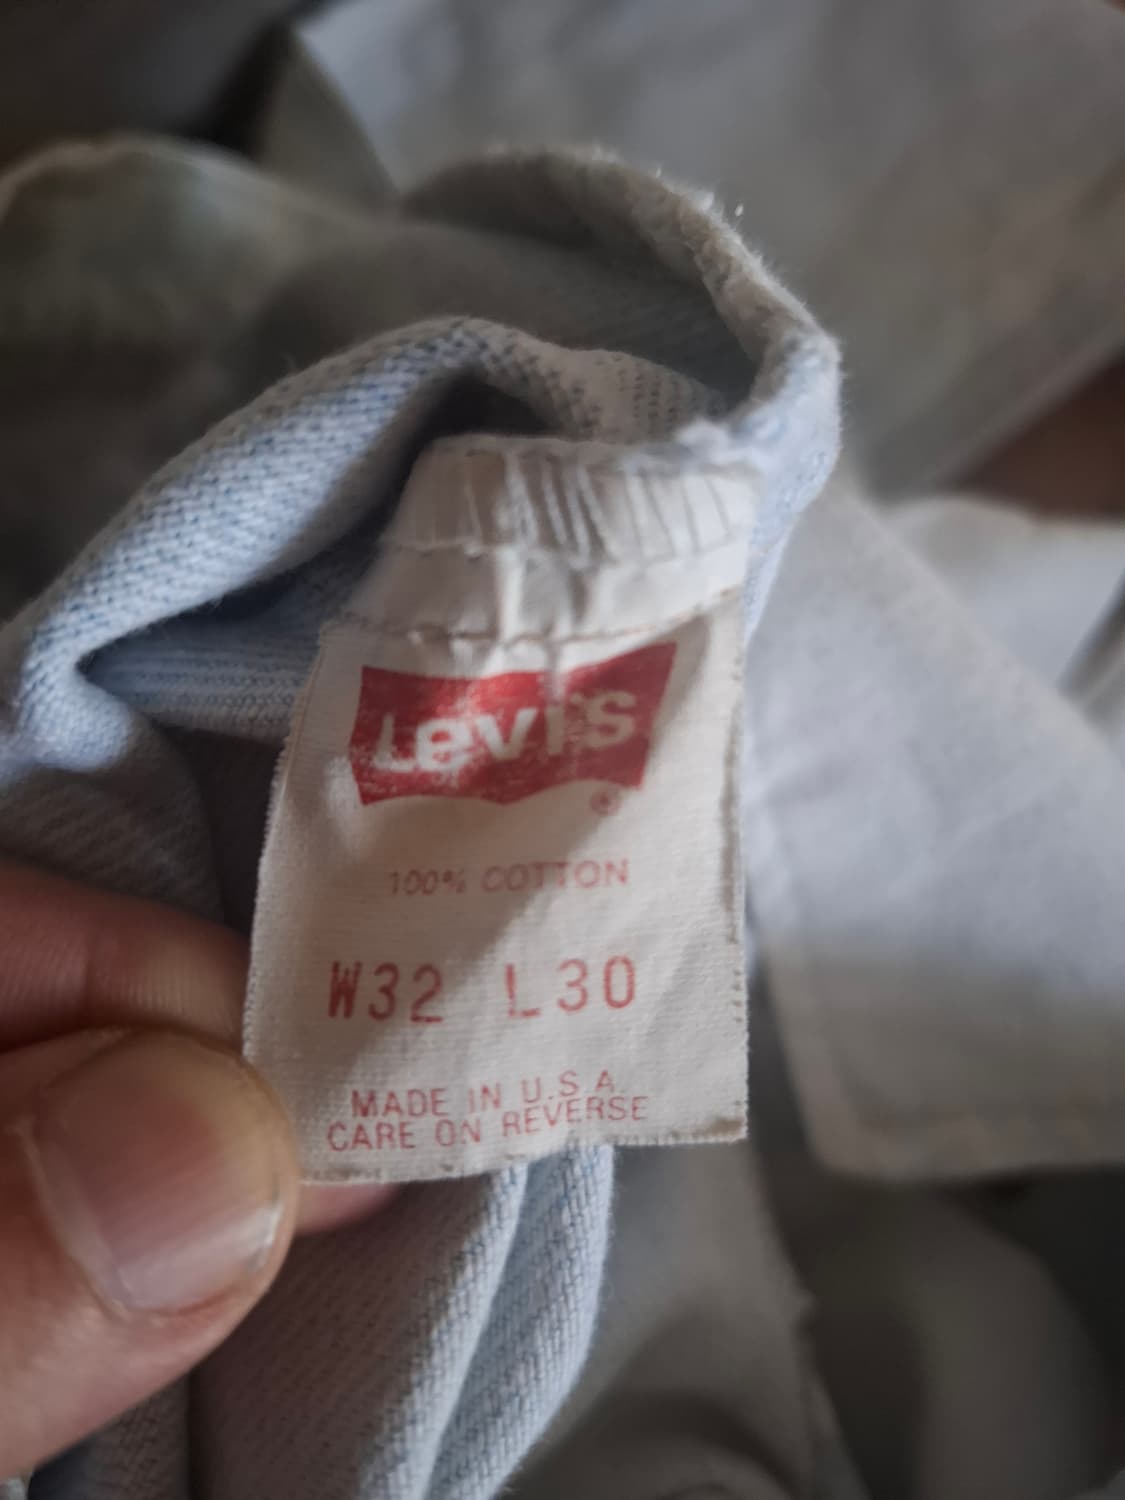 Levi's
®
100% COTTON
W32 L30
MADE IN U.S.A.
CARE ON REVERSE